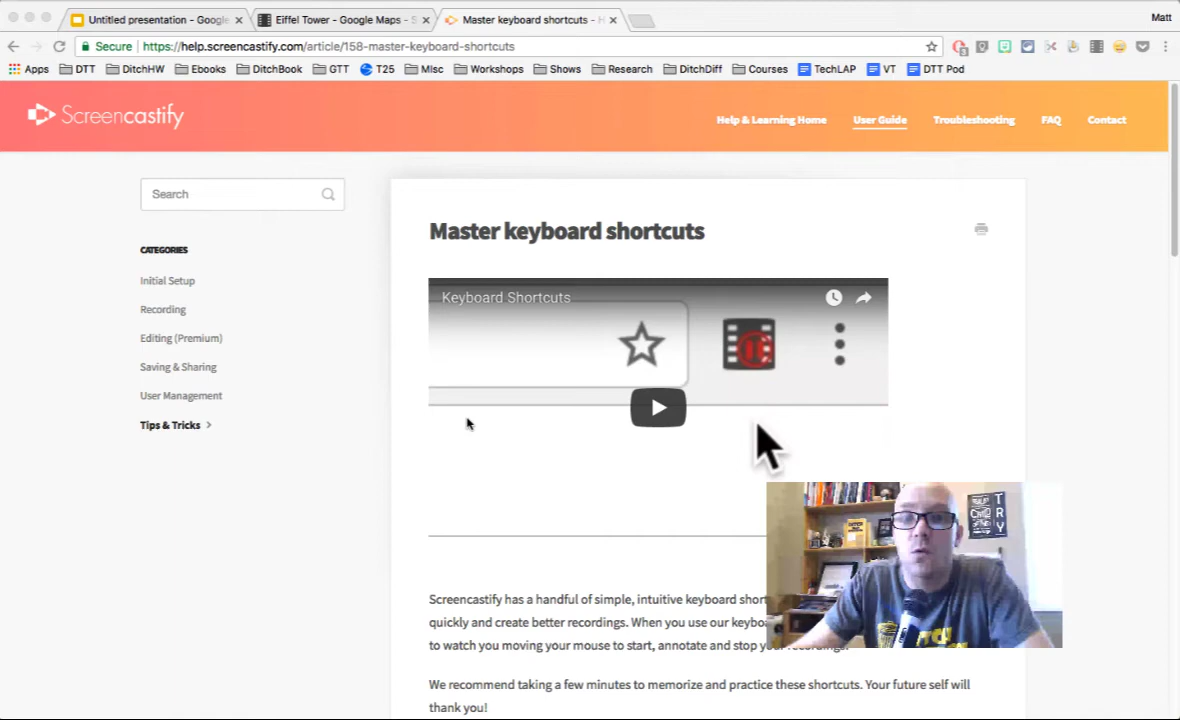 Untitled presentation - Google
Eiffel Tower - Google Maps - S
Master keyboard shortcuts - H
Matt
Secure
https://help.screencastify.com/article/158-master-keyboard-shortcuts
Apps DTT DitchHW Ebooks DitchBook GTT T25 MIsc Workshops Shows Research DitchDiff Courses TechLAP VT DTT Pod
Screencastify
Help & Learning Home User Guide Troubleshooting FAQ Contact
Search
CATEGORIES
Initial Setup
Recording
Editing (Premium)
Saving & Sharing
User Management
Tips & Tricks
Master keyboard shortcuts
Keyboard Shortcuts
TRY
Screencastify has a handful of simple, intuitive keyboard short
quickly and create better recordings. When you use our keybo
to watch you moving your mouse to start, annotate and stop your recordings.
We recommend taking a few minutes to memorize and practice these shortcuts. Your future self will
thank you!